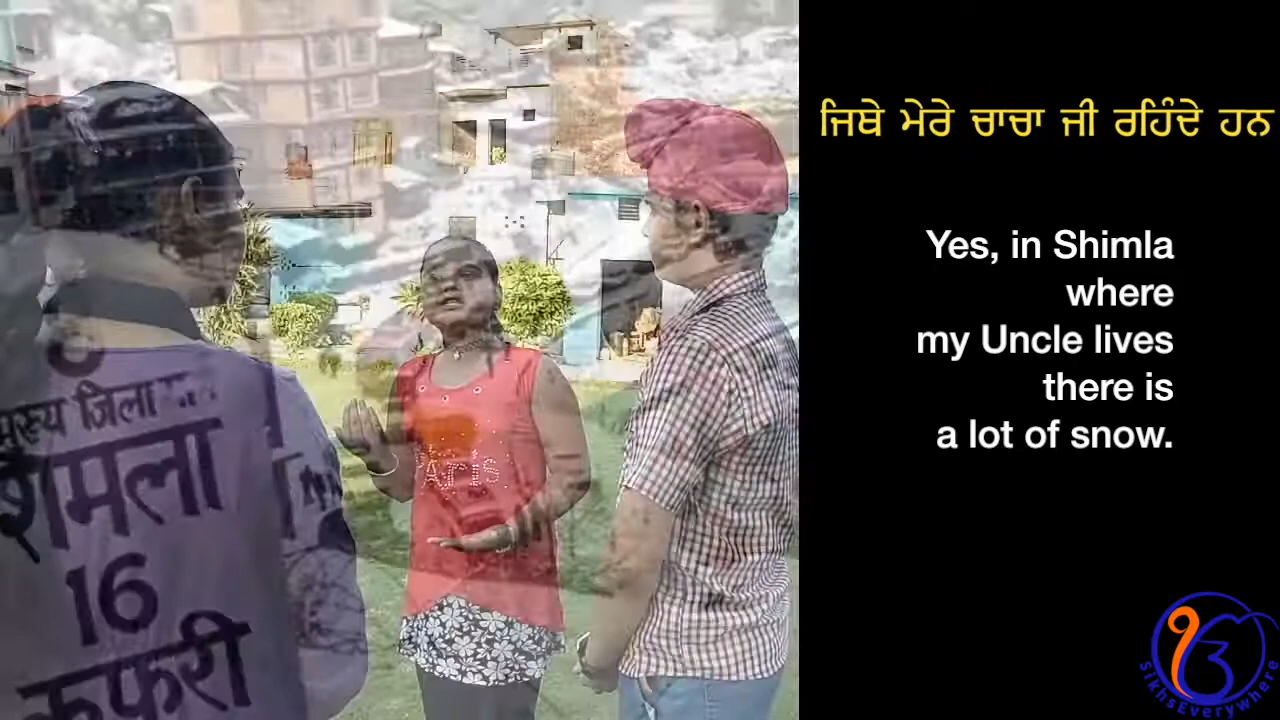 ਜਿਥੇ ਮੇਰੇ ਚਾਚਾ ਜੀ ਰਹਿੰਦੇ ਹਨ
Yes, in Shimla
where
my Uncle lives
there is
a lot of snow.
जिला
शिमला
16
कुफरी
PARIS
SikhsEverywhere